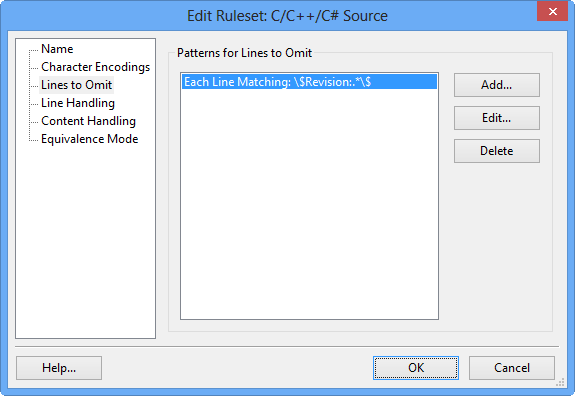 Edit Ruleset: C/C++/C# Source
Name
Character Encodings
Lines to Omit
Line Handling
Content Handling
Equivalence Mode
Patterns for Lines to Omit
Each Line Matching: \$Revision:.*\$
Add...
Edit...
Delete
Help...
OK
Cancel